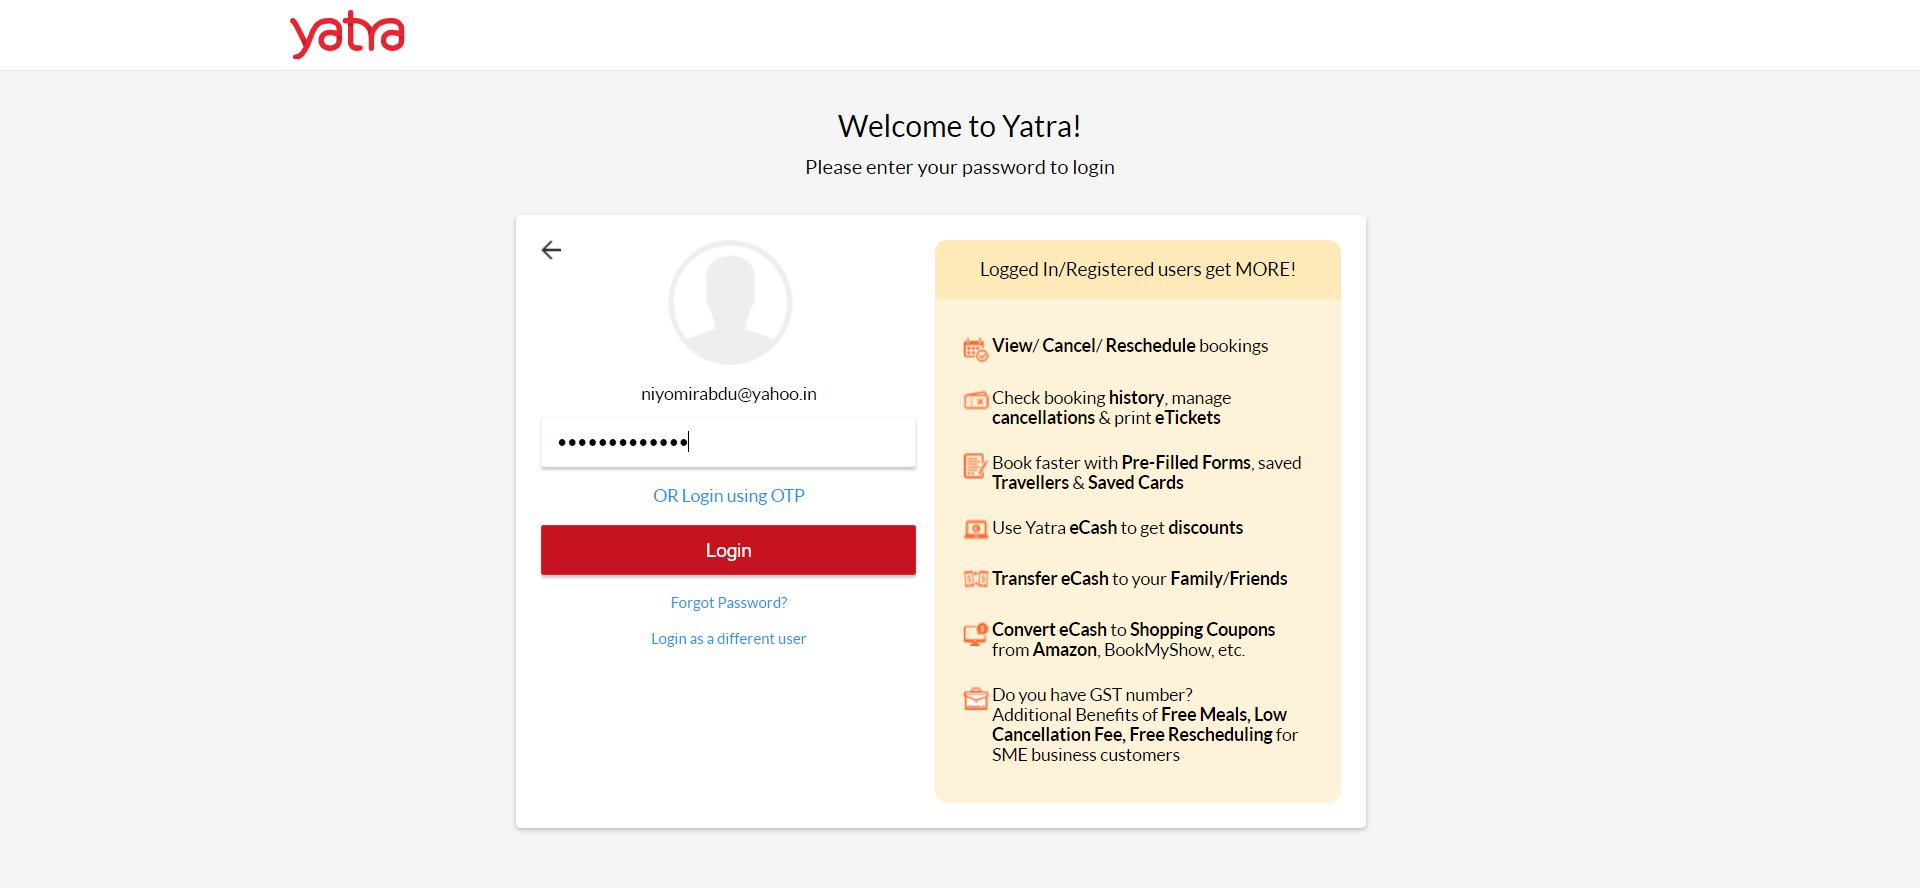 yatra
Welcome to Yatra!
Please enter your password to login
niyomirabdu@yahoo.in
•••••••••••••
OR Login using OTP
Login
Forgot Password?
Login as a different user
Logged In/Registered users get MORE!
View/ Cancel/ Reschedule bookings
Check booking history, manage
cancellations & print eTickets
Book faster with Pre-Filled Forms, saved
Travellers & Saved Cards
Use Yatra eCash to get discounts
Transfer eCash to your Family/Friends
Convert eCash to Shopping Coupons
from Amazon, BookMyShow, etc.
Do you have GST number?
Additional Benefits of Free Meals, Low
Cancellation Fee, Free Rescheduling for
SME business customers